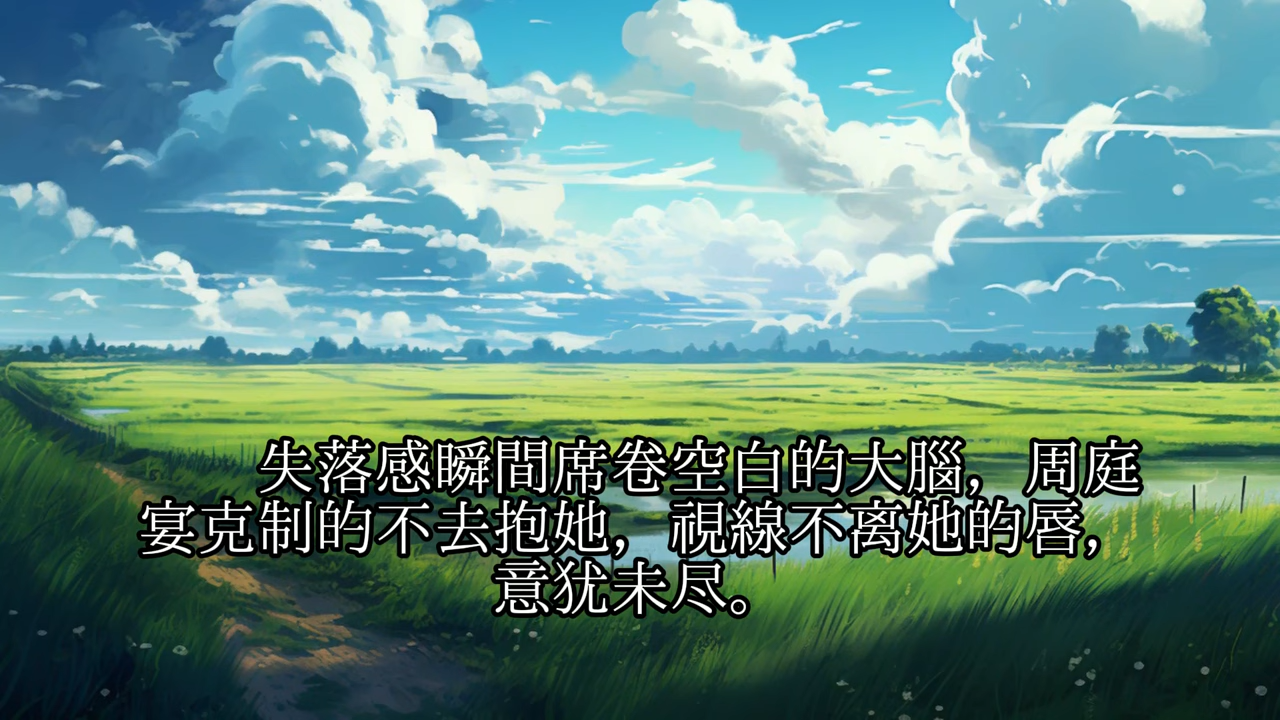 失落感瞬間席卷空白的大腦，周庭
宴克制的不去抱她，視線不离她的唇，
意犹未尽。